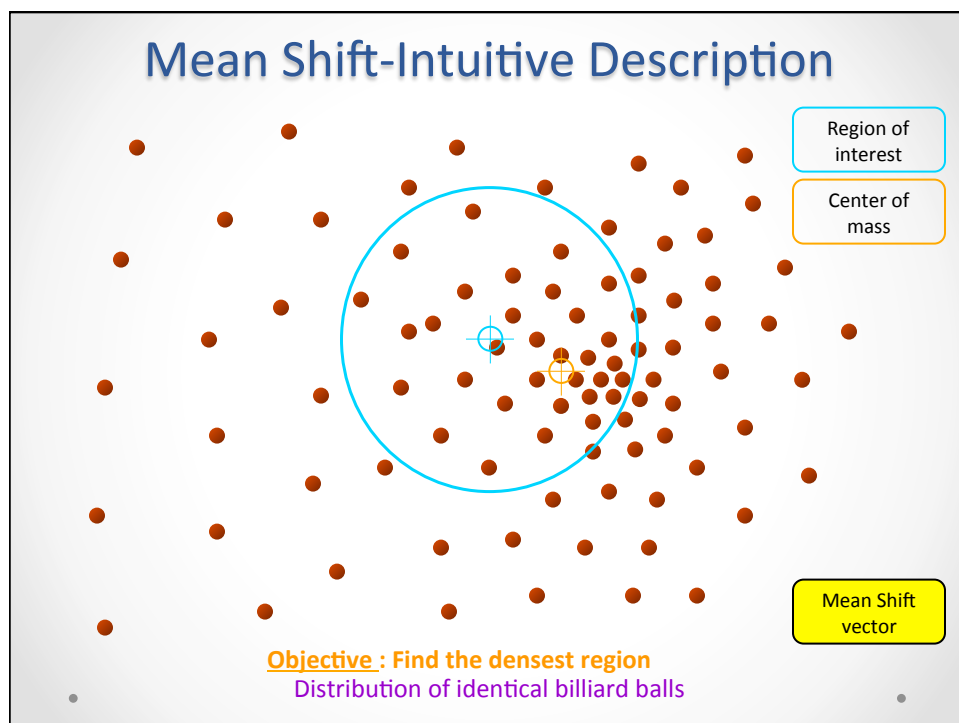 Mean Shift-Intuitive Description
Region of
interest
Center of
mass
Mean Shift
vector
Objective : Find the densest region
Distribution of identical billiard balls